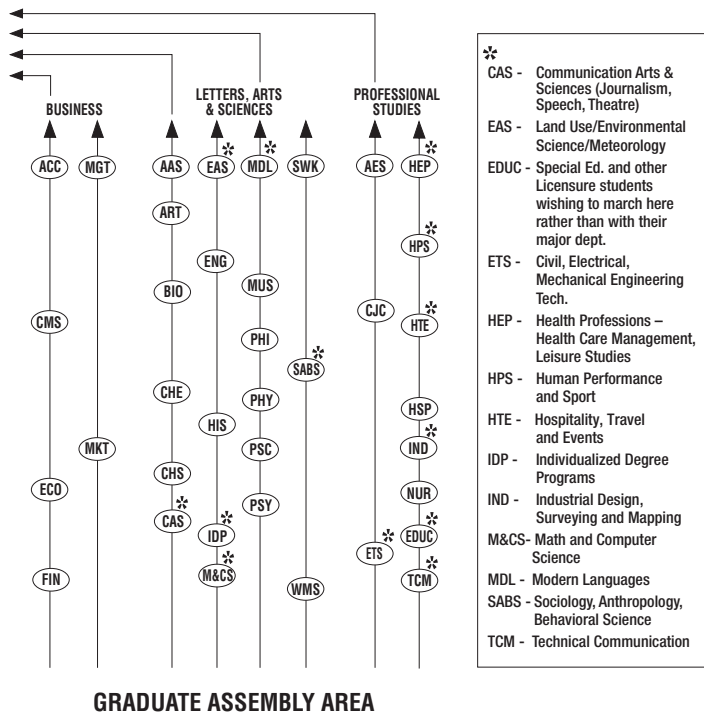 BUSINESS
LETTERS, ARTS
& SCIENCES
PROFESSIONAL
STUDIES
ACC
CMS
ECO
FIN
MGT
MKT
AAS
ART
BIO
CHE
CHS
CAS*
EAS*
ENG
HIS
IDP*
M&CS*
MDL*
MUS
PHI
PHY
PSC
PSY
SWK
SABS*
WMS
AES
CJC
ETS*
HEP*
HPS*
HTE*
HSP
IND*
NUR
EDUC*
TCM*
*
CAS - Communication Arts &
Sciences (Journalism,
Speech, Theatre)
EAS - Land Use/Environmental
Science/Meteorology
EDUC - Special Ed. and other
Licensure students
wishing to march here
rather than with their
major dept.
ETS - Civil, Electrical,
Mechanical Engineering
Tech.
HEP - Health Professions –
Health Care Management,
Leisure Studies
HPS - Human Performance
and Sport
HTE - Hospitality, Travel
and Events
IDP - Individualized Degree
Programs
IND - Industrial Design,
Surveying and Mapping
M&CS- Math and Computer
Science
MDL - Modern Languages
SABS - Sociology, Anthropology,
Behavioral Science
TCM - Technical Communication
GRADUATE ASSEMBLY AREA